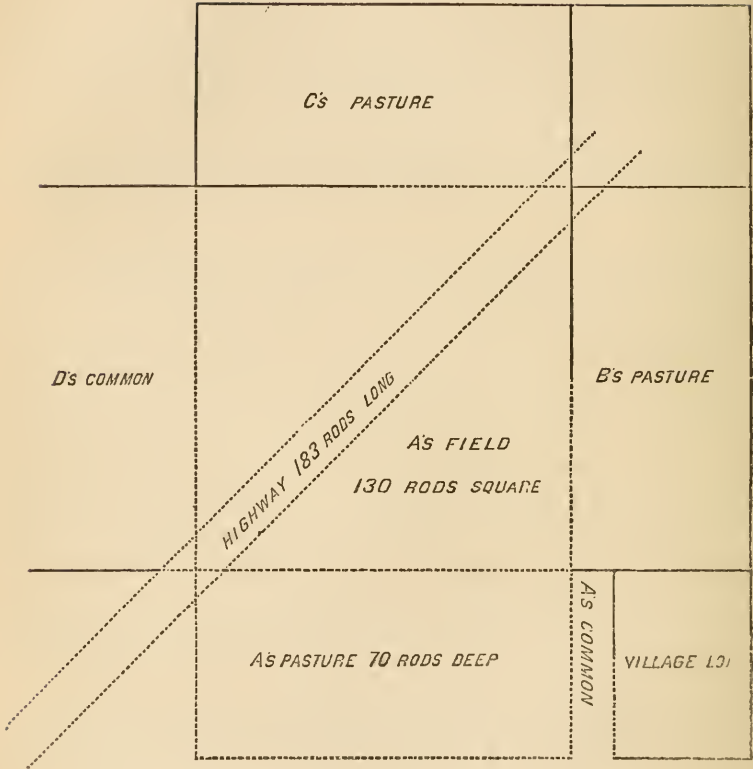 C's PASTURE
D's COMMON
B's PASTURE
HIGHWAY 183 RODS LONG
A's FIELD
130 RODS SQUARE
A's PASTURE 70 RODS DEEP
A's COMMON
VILLAGE